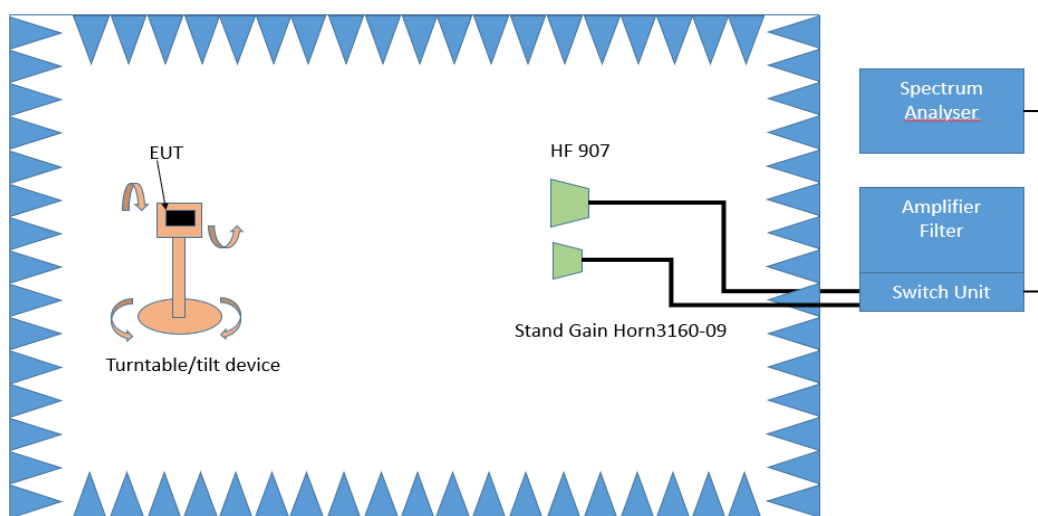 Spectrum
Analyser
EUT
HF 907
Amplifier
Filter
Switch Unit
Stand Gain Horn3160-09
Turntable/tilt device